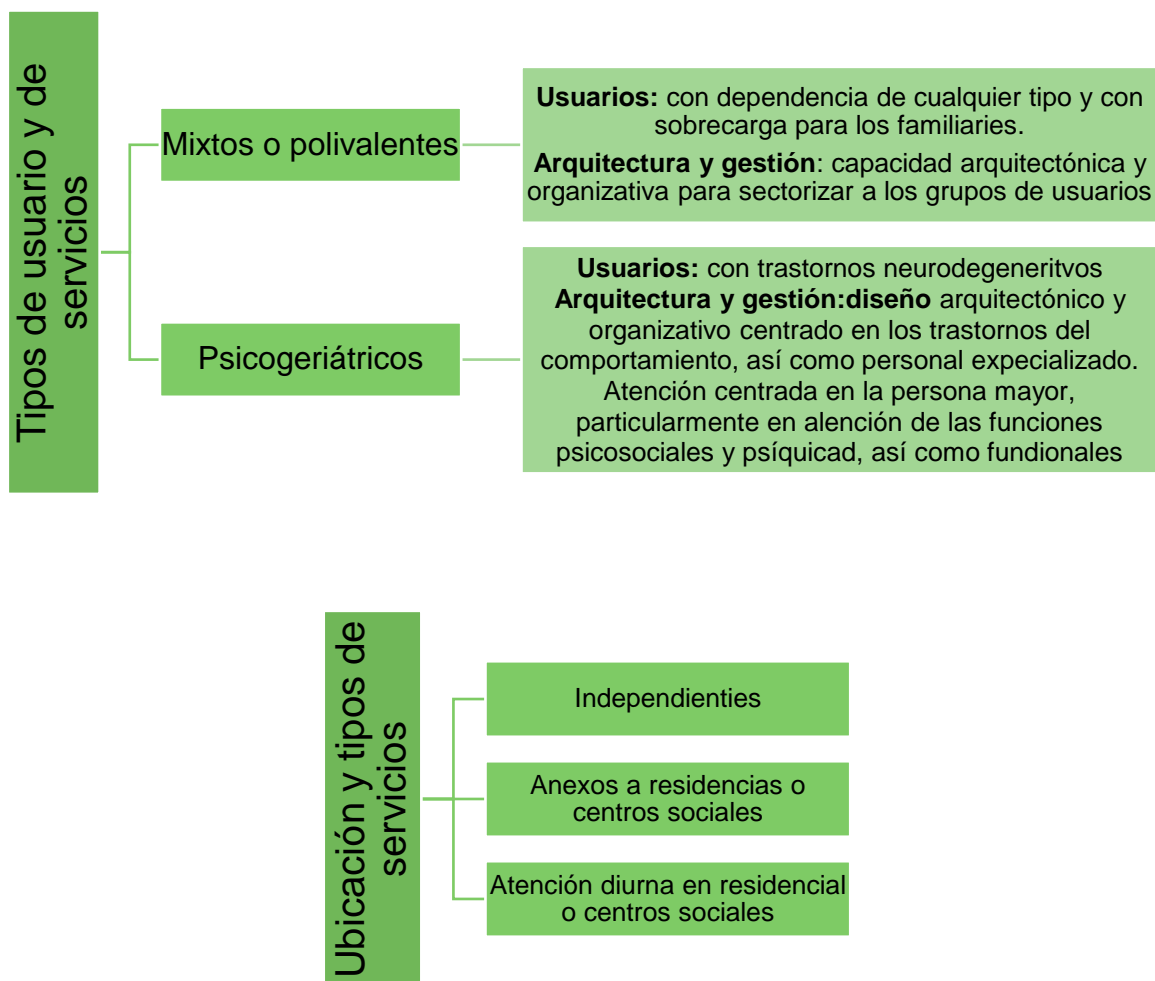 Tipos de usuario y de
servicios
Mixtos o polivalentes
Usuarios: con dependencia de cualquier tipo y con
sobrecarga para los familiaries.
Arquitectura y gestión: capacidad arquitectónica y
organizativa para sectorizar a los grupos de usuarios
Psicogeriátricos
Usuarios: con trastornos neurodegeneritvos
Arquitectura y gestión:diseño arquitectónico y
organizativo centrado en los trastornos del
comportamiento, así como personal expecializado.
Atención centrada en la persona mayor,
particularmente en alención de las funciones
psicosociales y psíquicad, así como fundionales
Ubicación y tipos de
servicios
Independienties
Anexos a residencias o
centros sociales
Atención diurna en residencial
o centros sociales